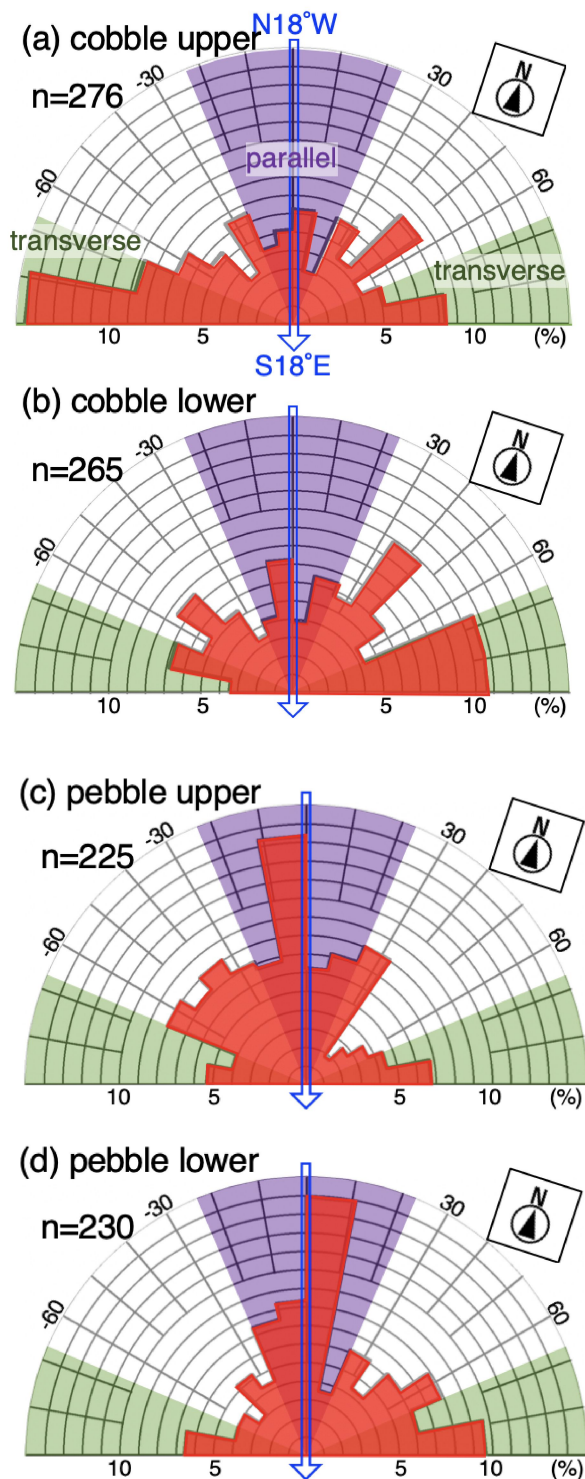 N18°W
(a) cobble upper
n=276
-30
30
N
parallel
-60
60
transverse
transverse
10
5
5
10
(%)
S18°E
(b) cobble lower
n=265
-30
30
N
-60
60
10
5
5
10
(%)
(c) pebble upper
n=225
-30
30
N
-60
60
10
5
5
10
(%)
(d) pebble lower
n=230
-30
30
N
-60
60
10
5
5
10
(%)